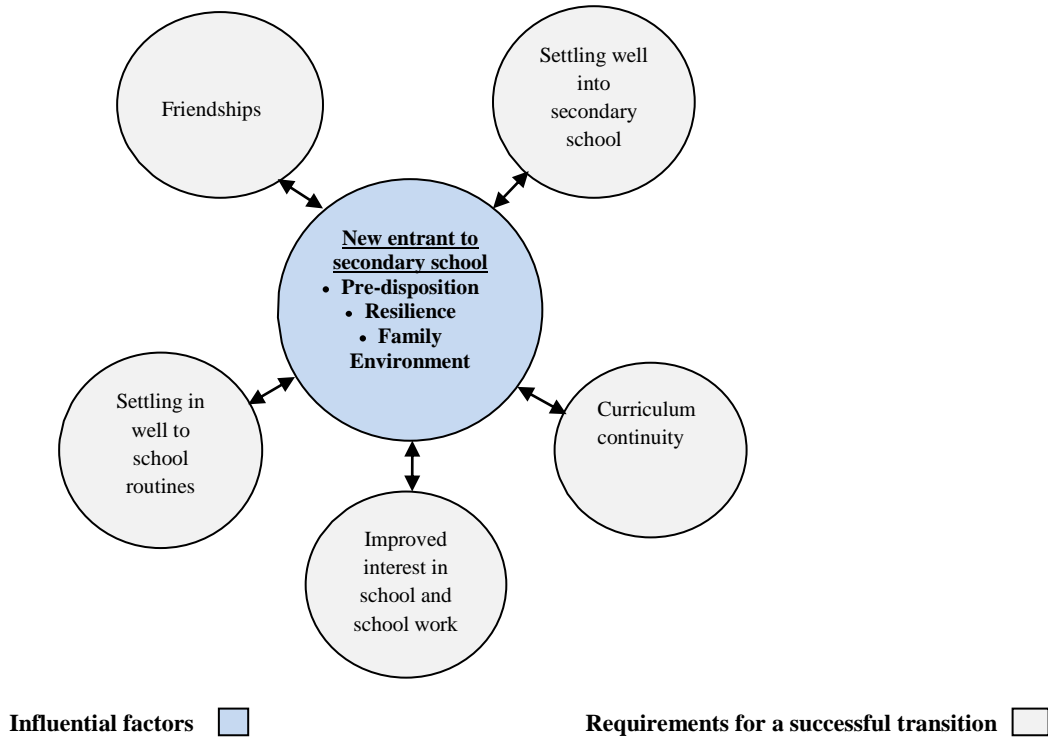 Friendships
Settling well
into
secondary
school
New entrant to
secondary school
• Pre-disposition
• Resilience
• Family
Environment
Settling in
well to
school
routines
Curriculum
continuity
Improved
interest in
school and
school work
Influential factors
Requirements for a successful transition